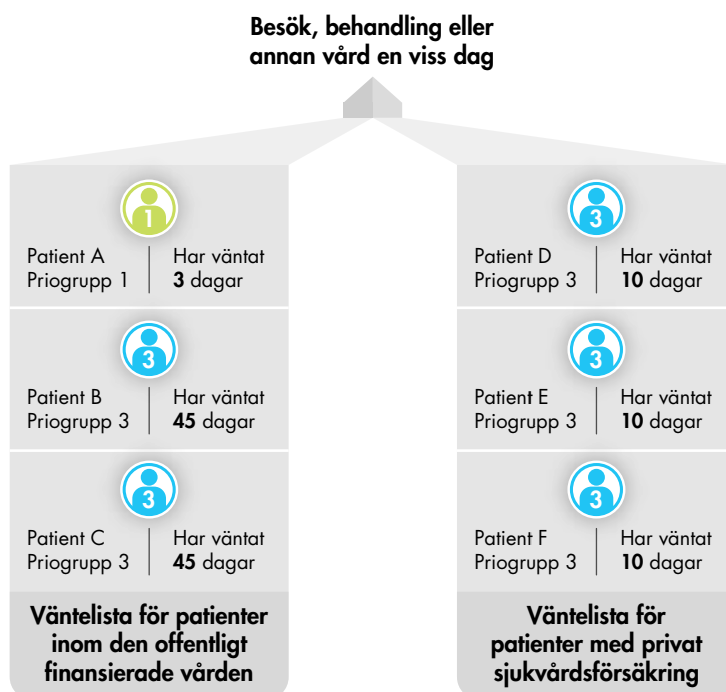 Besök, behandling eller
annan vård en viss dag
1
Patient A
Priogrupp 1
Har väntat
3 dagar
3
Patient B
Priogrupp 3
Har väntat
45 dagar
3
Patient C
Priogrupp 3
Har väntat
45 dagar
Väntelista för patienter
inom den offentligt
finansierade vården
3
Patient D
Priogrupp 3
Har väntat
10 dagar
3
Patient E
Priogrupp 3
Har väntat
10 dagar
3
Patient F
Priogrupp 3
Har väntat
10 dagar
Väntelista för
patienter med privat
sjukvårdsförsäkring